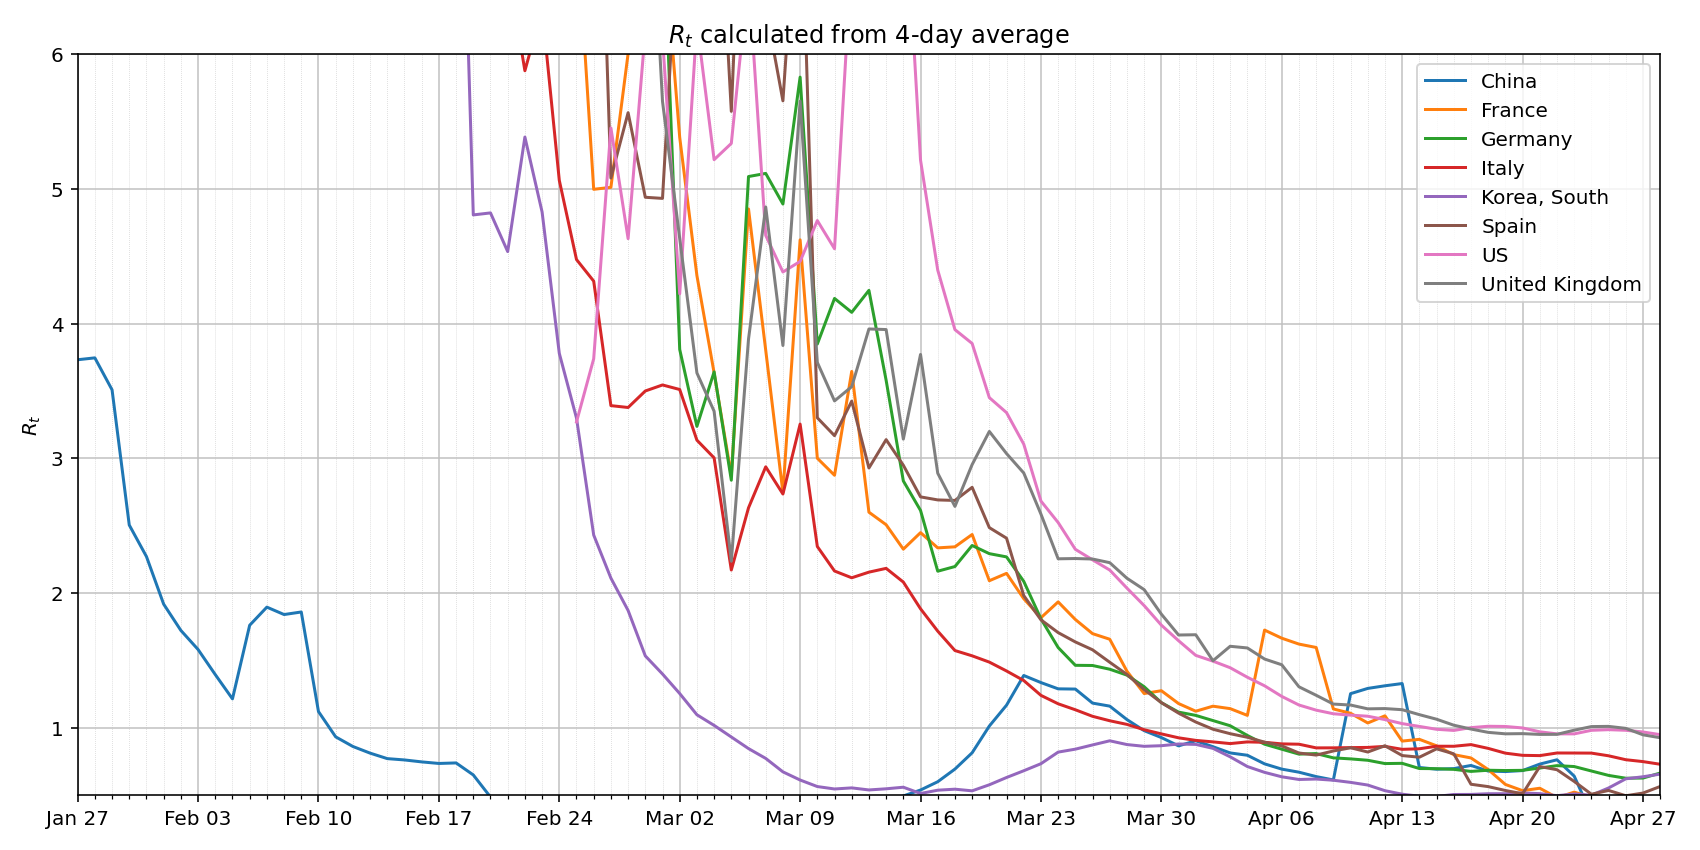 R_t calculated from 4-day average
6
5
4
3
2
1
R_t
China
France
Germany
Italy
Korea, South
Spain
US
United Kingdom
Jan 27 Feb 03 Feb 10 Feb 17 Feb 24 Mar 02 Mar 09 Mar 16 Mar 23 Mar 30 Apr 06 Apr 13 Apr 20 Apr 27